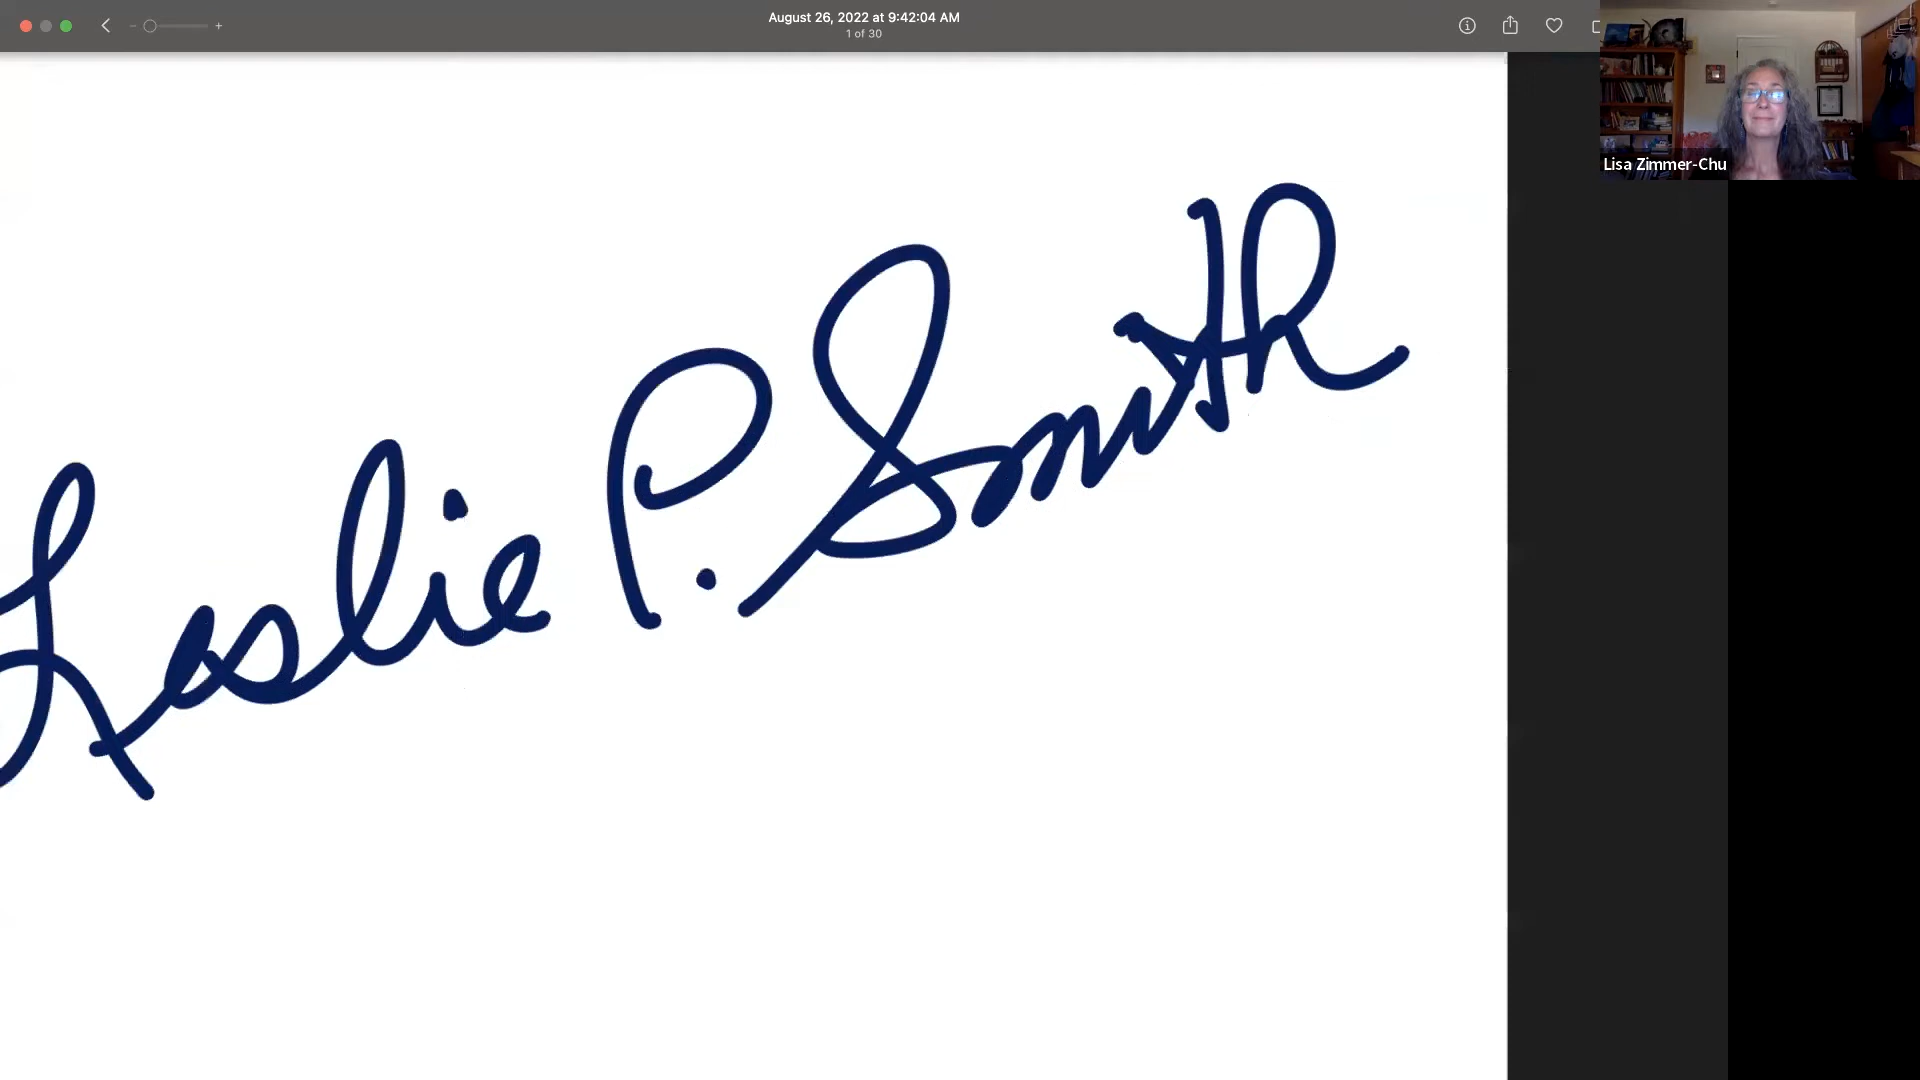 August 26, 2022 at 9:42:04 AM
1 of 30
Lisa Zimmer-Chu
Leslie P. Smith